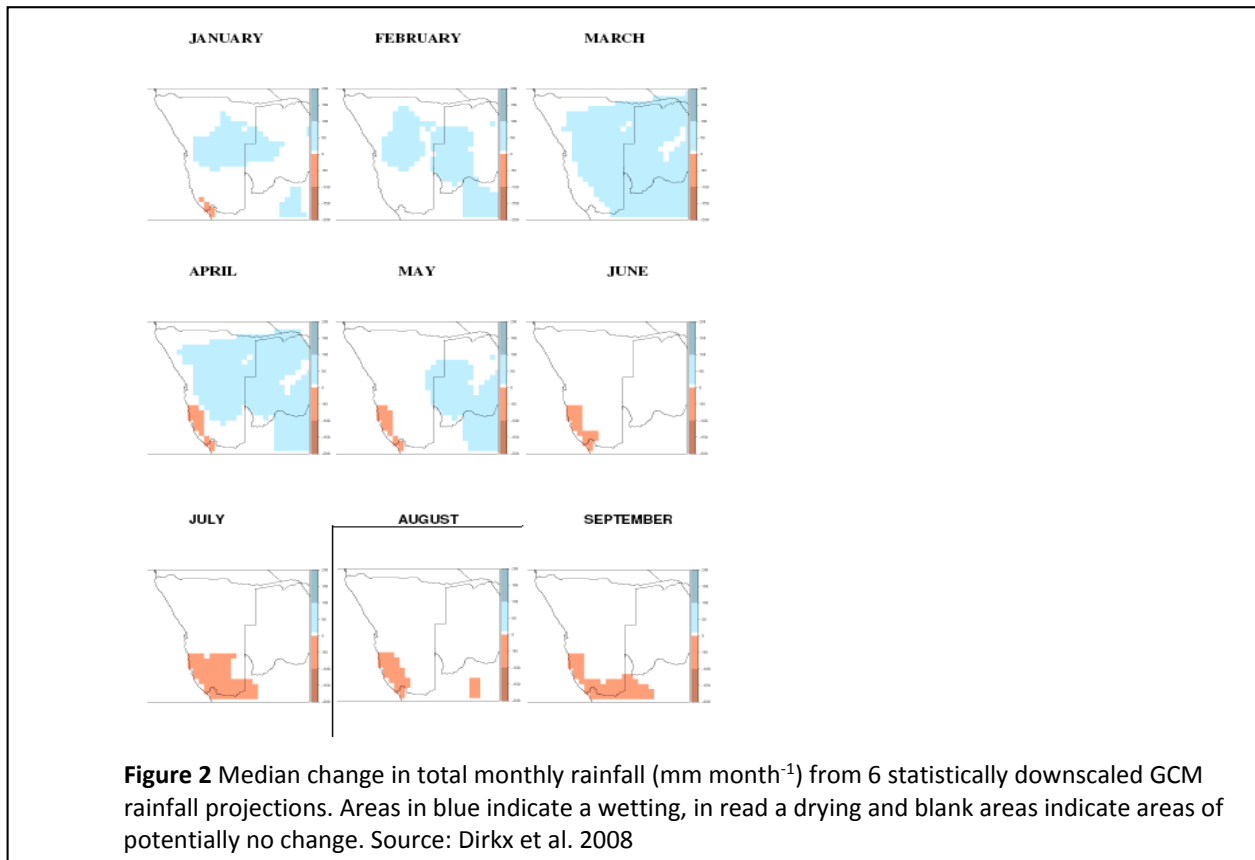 JANUARY FEBRUARY MARCH
APRIL MAY JUNE
JULY AUGUST SEPTEMBER
Figure 2 Median change in total monthly rainfall (mm month-1) from 6 statistically downscaled GCM
rainfall projections. Areas in blue indicate a wetting, in read a drying and blank areas indicate areas of
potentially no change. Source: Dirkx et al. 2008